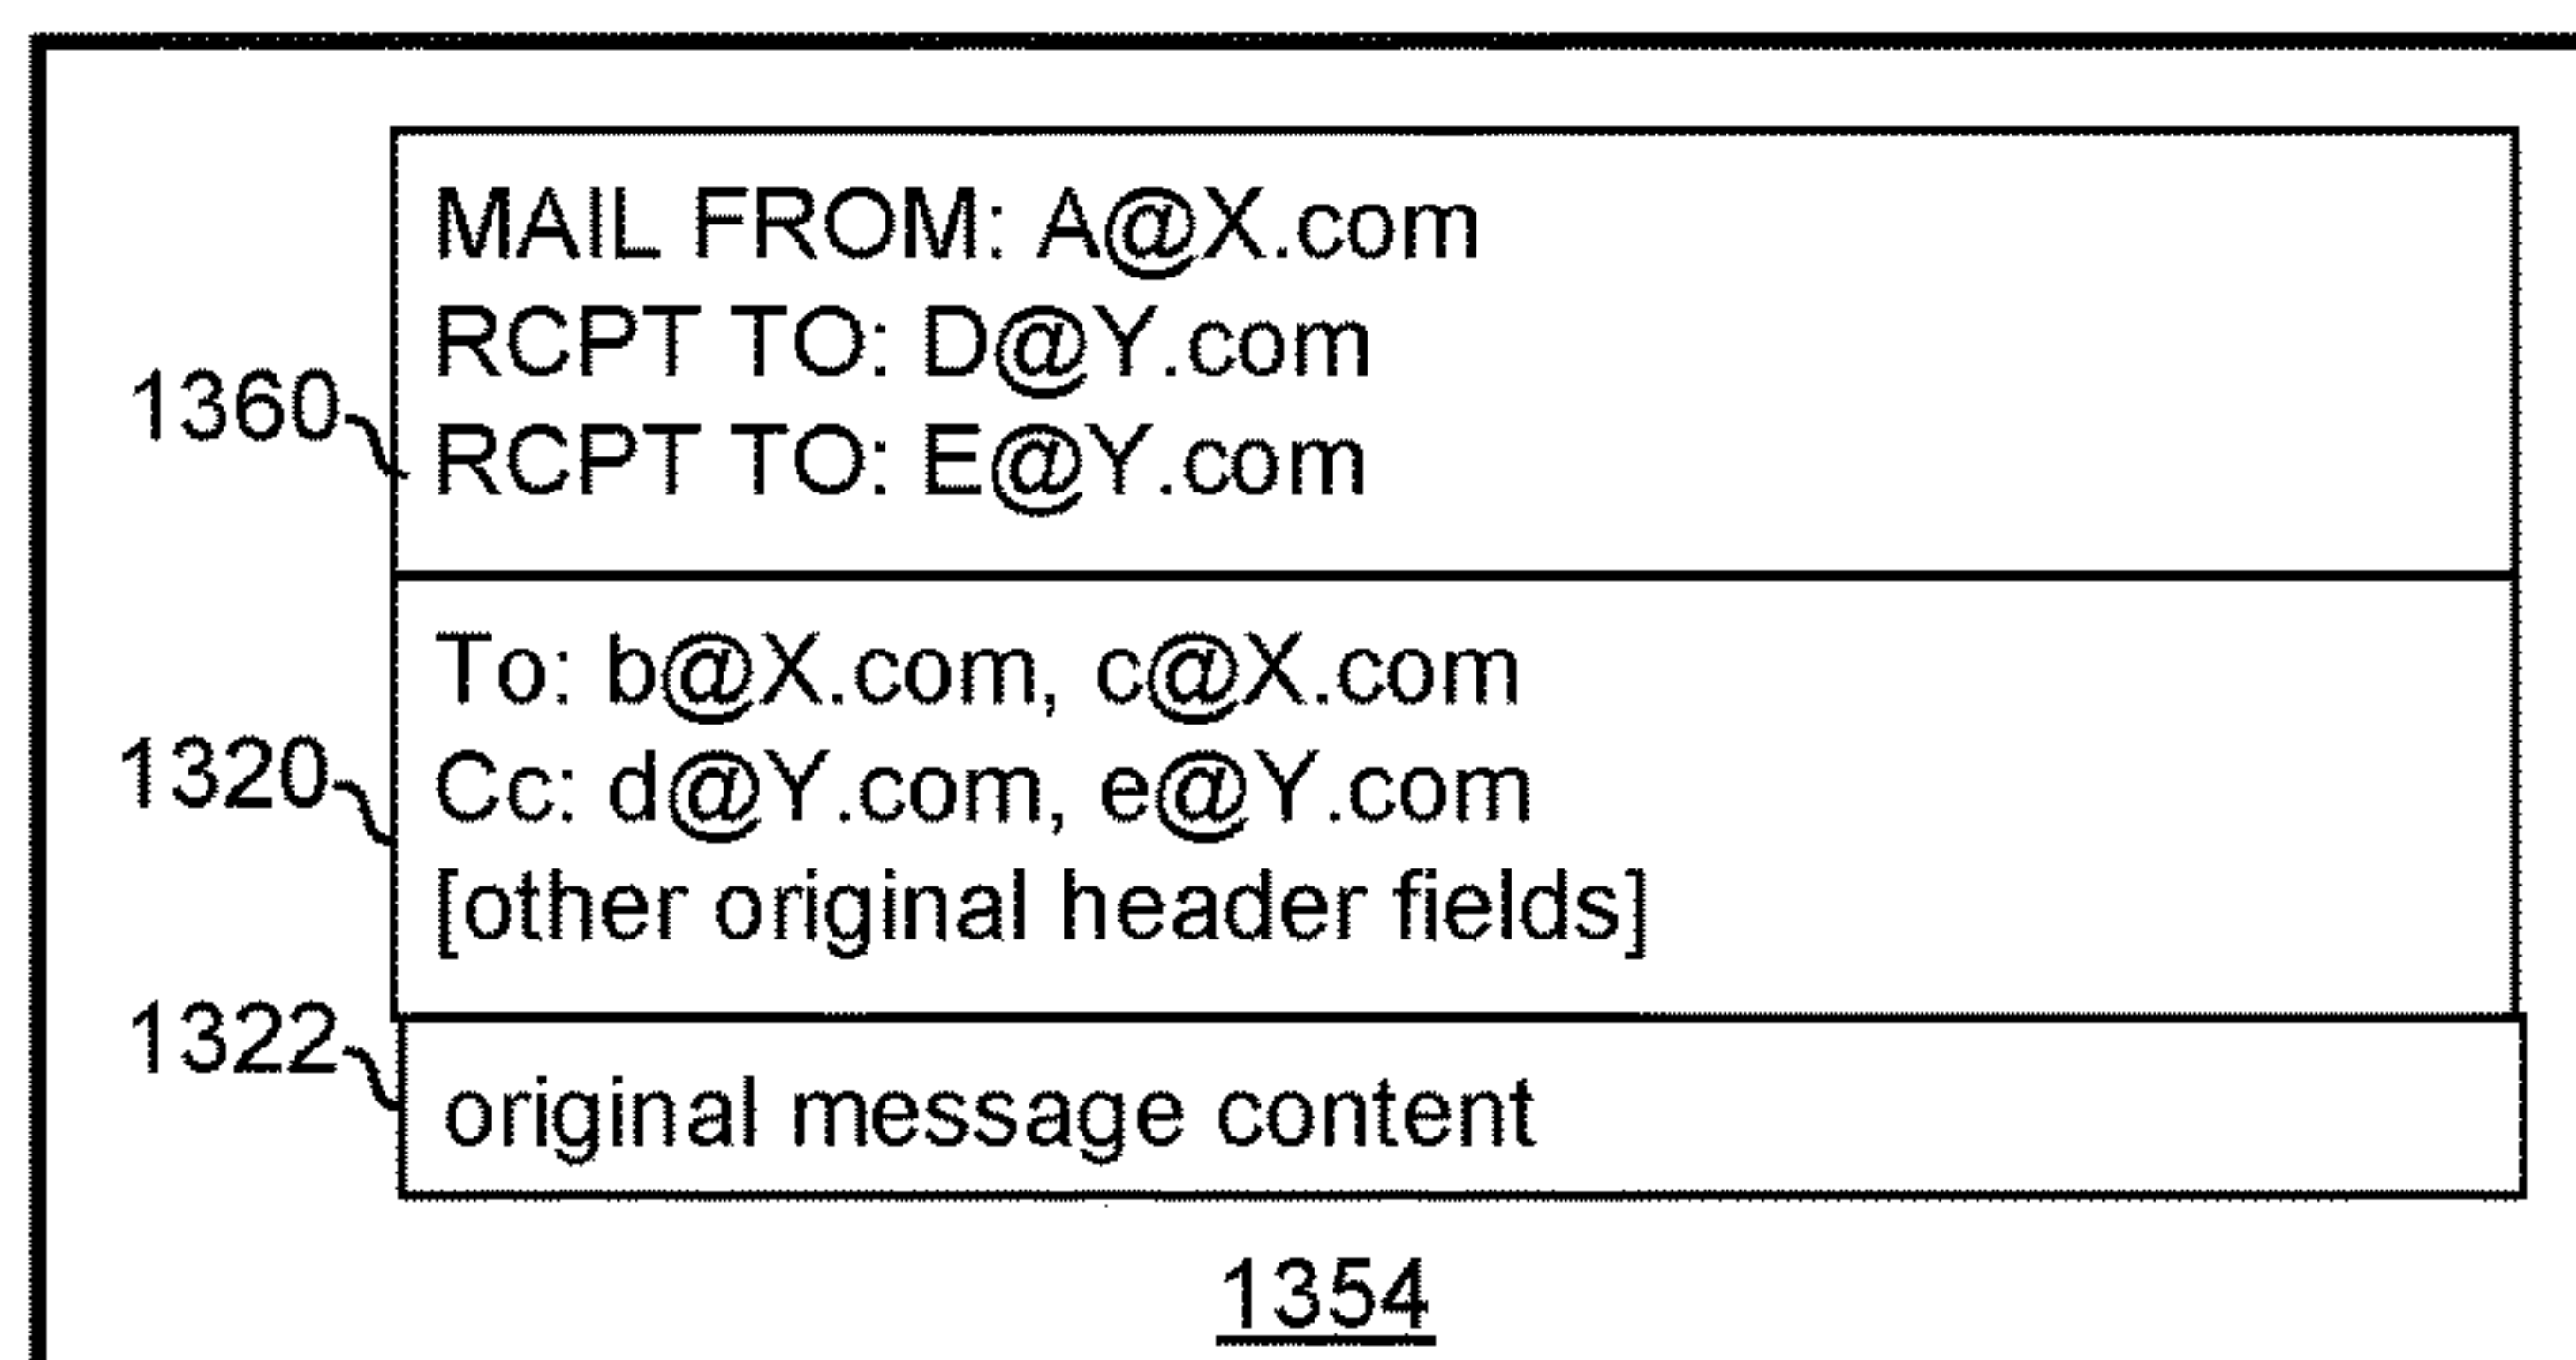 MAIL FROM: A@X.com
RCPT TO: D@Y.com
1360
RCPT TO: E@Y.com
To: b@X.com, c@X.com
1320
Cc: d@Y.com, e@Y.com
[other original header fields]
1322
original message content
1354